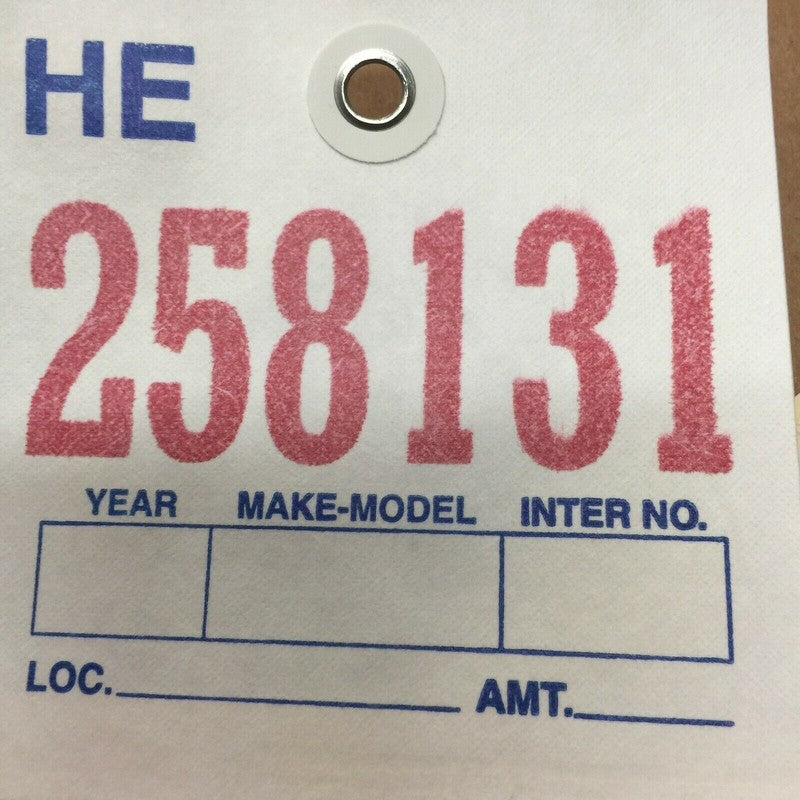 HE
258131
YEAR MAKE-MODEL INTER NO.
LOC. AMT.